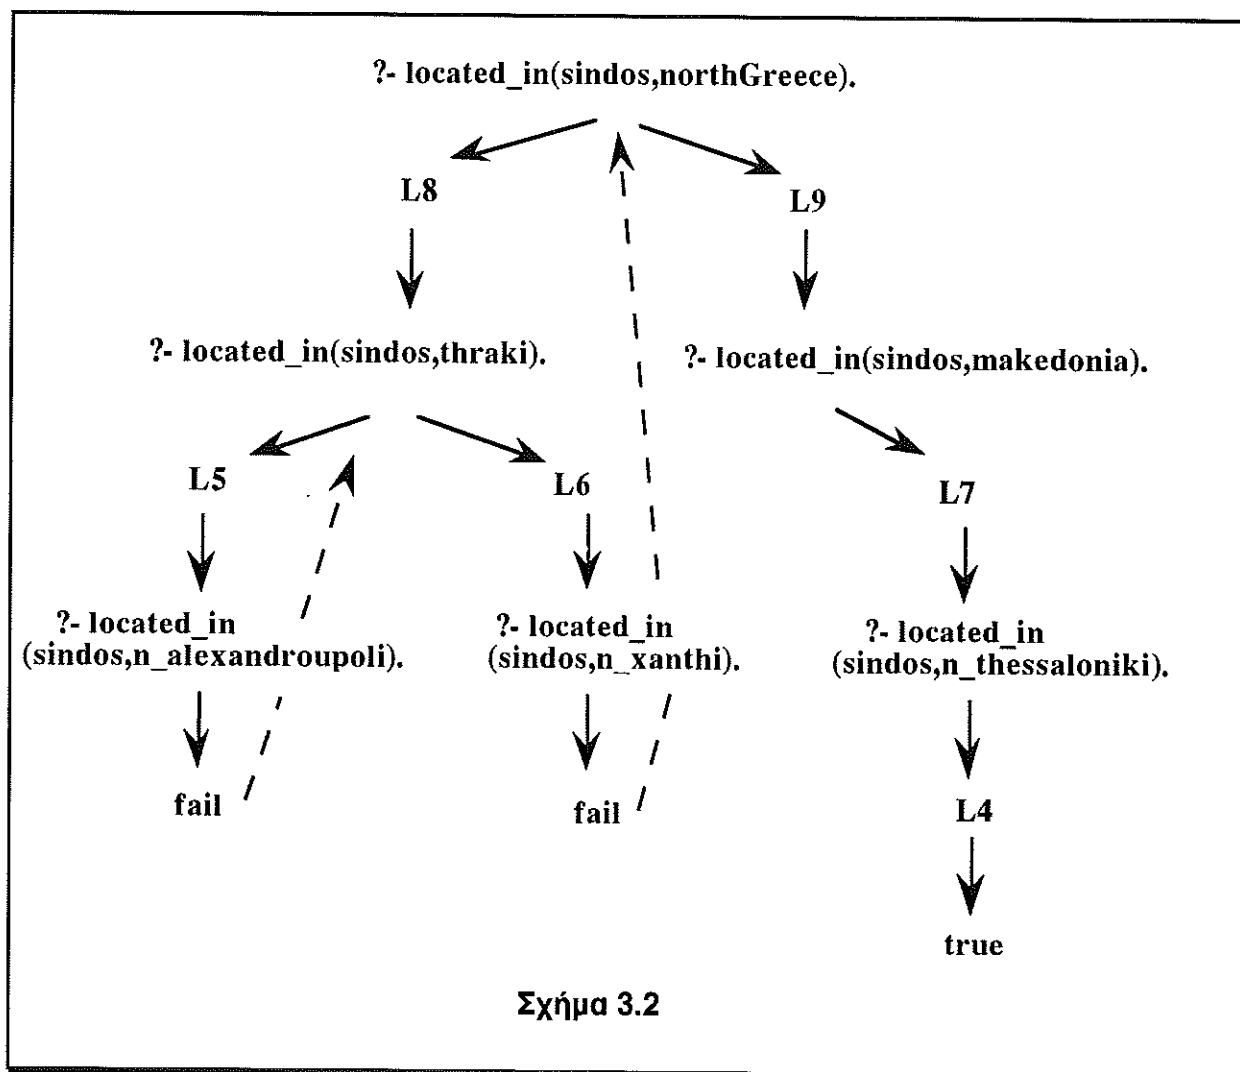 ?- located_in(sindos,northGreece).
L8
L9
?- located_in(sindos,thraki).
?- located_in(sindos,makedonia).
L5
L6
L7
?- located_in
(sindos,n_alexandroupoli).
?- located_in
(sindos,n_xanthi).
?- located_in
(sindos,n_thessaloniki).
fail
fail
L4
true
Σχήμα 3.2